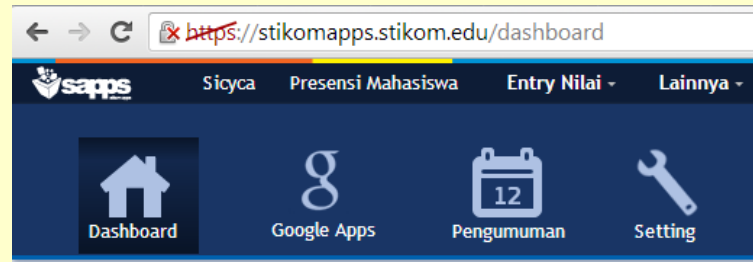 https://stikomapps.stikom.edu/dashboard
sapps Sicyca Presensi Mahasiswa Entry Nilai Lainnya
g
12
Dashboard Google Apps Pengumuman Setting